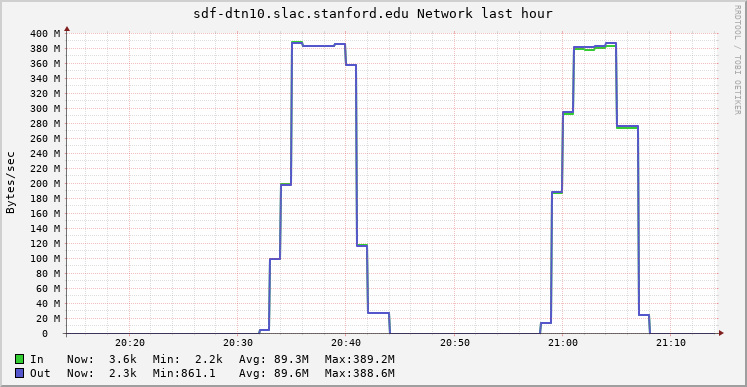 sdf-dtn10.slac.stanford.edu Network last hour
RRDTOOL / TOBI OETIKER
Bytes/sec
400 M
380 M
360 M
340 M
320 M
300 M
280 M
260 M
240 M
220 M
200 M
180 M
160 M
140 M
120 M
100 M
80 M
60 M
40 M
20 M
0
20:20 20:30 20:40 20:50 21:00 21:10
In Now: 3.6k Min: 2.2k Avg: 89.3M Max:389.2M
Out Now: 2.3k Min:861.1 Avg: 89.6M Max:388.6M